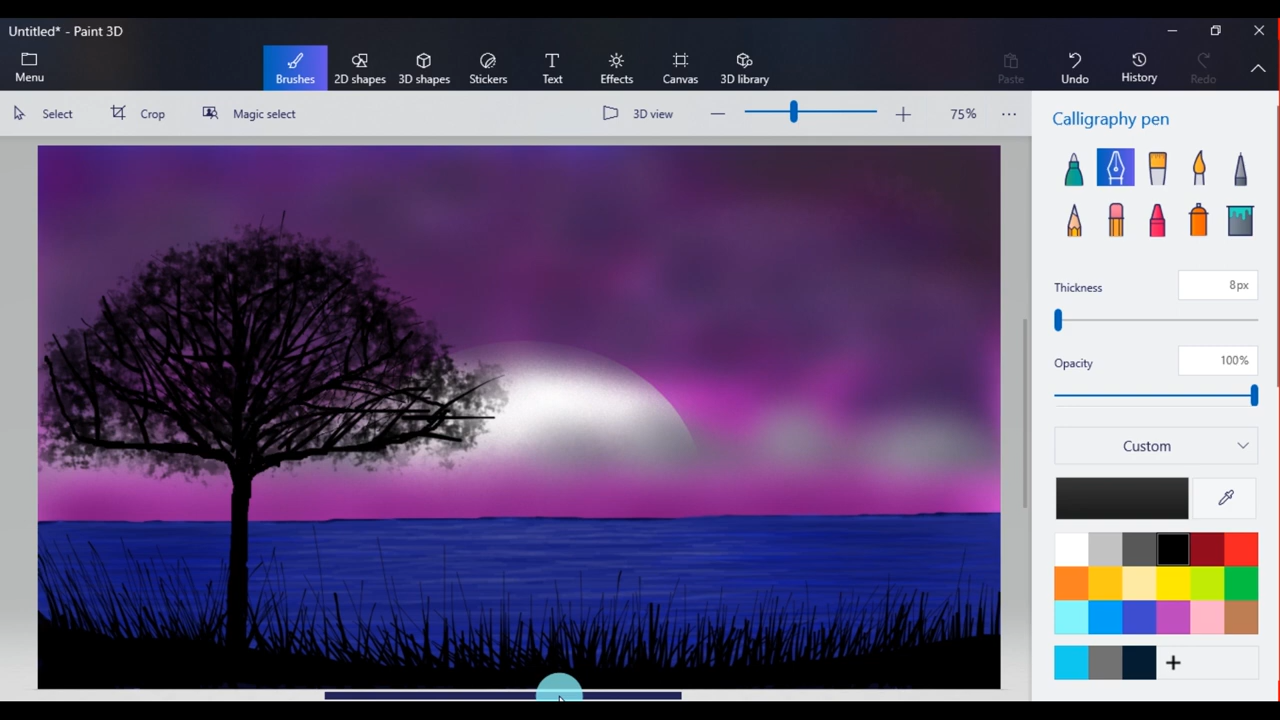 Untitled* - Paint 3D
Menu
Brushes
2D shapes
3D shapes
Stickers
Text
Effects
Canvas
3D library
Paste
Undo
History
Redo
Select
Crop
Magic select
3D view
75%
Calligraphy pen
Thickness
8px
Opacity
100%
Custom